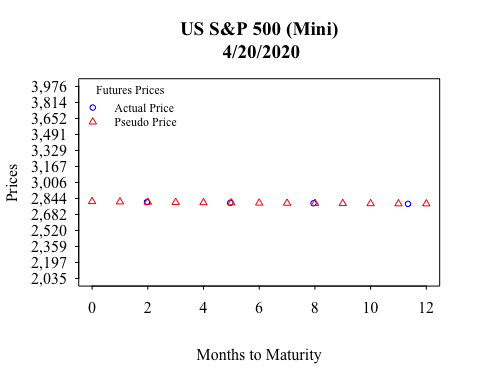 US S&P 500 (Mini)
4/20/2020
Futures Prices
Actual Price
Pseudo Price
Prices
3,976
3,814
3,652
3,491
3,329
3,167
3,006
2,844
2,682
2,520
2,359
2,197
2,035
0 2 4 6 8 10 12
Months to Maturity